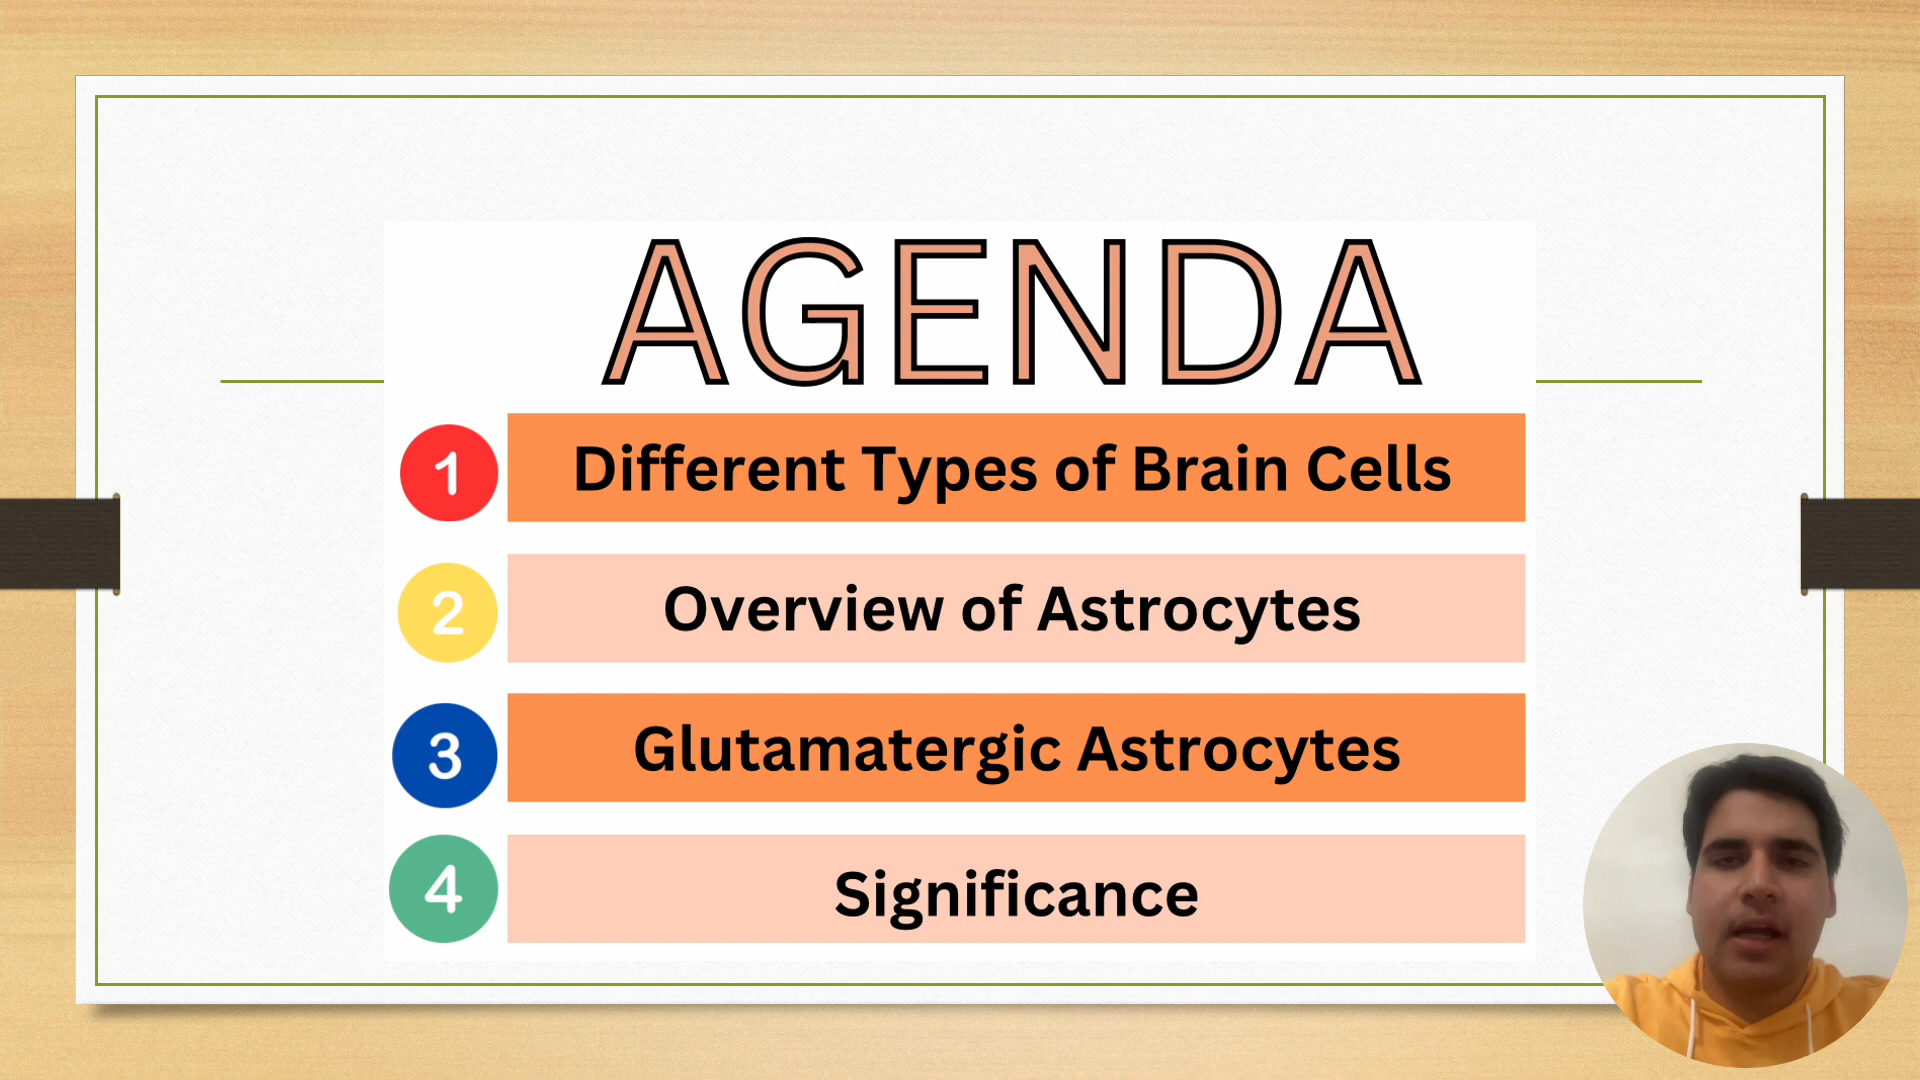 AGENDA
1 Different Types of Brain Cells
2 Overview of Astrocytes
3 Glutamatergic Astrocytes
4 Significance